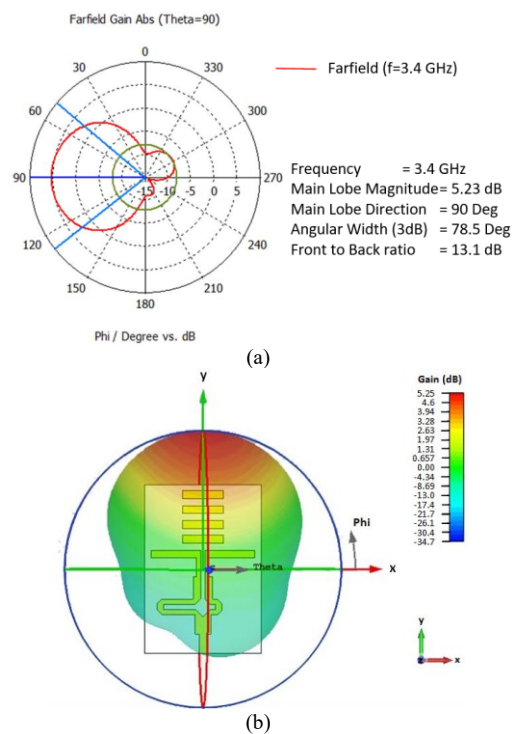 Farfield Gain Abs (Theta=90)
0
30
330
Farfield (f=3.4 GHz)
60
300
90
-15 -10 -5 0 5
270
120
240
150
210
180
Phi / Degree vs. dB
Frequency = 3.4 GHz
Main Lobe Magnitude= 5.23 dB
Main Lobe Direction = 90 Deg
Angular Width (3dB) = 78.5 Deg
Front to Back ratio = 13.1 dB
(a)
y
Phi
x
Theta
Gain (dB)
5.25
4.6
3.94
3.28
2.63
1.97
1.31
0.657
0.00
-4.34
-8.69
-13.0
-17.4
-21.7
-26.1
-30.4
-34.7
y
x
(b)